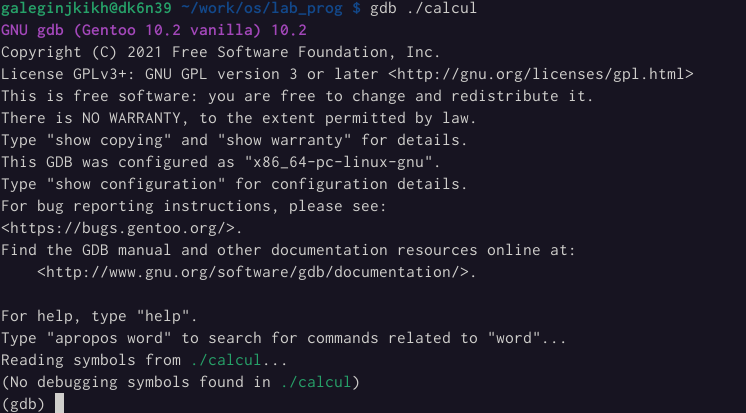 galeginjkikh@dk6n39 ~/work/os/lab_prog $ gdb ./calcul
GNU gdb (Gentoo 10.2 vanilla) 10.2
Copyright (C) 2021 Free Software Foundation, Inc.
License GPLv3+: GNU GPL version 3 or later <http://gnu.org/licenses/gpl.html>
This is free software: you are free to change and redistribute it.
There is NO WARRANTY, to the extent permitted by law.
Type "show copying" and "show warranty" for details.
This GDB was configured as "x86_64-pc-linux-gnu".
Type "show configuration" for configuration details.
For bug reporting instructions, please see:
<https://bugs.gentoo.org/>.
Find the GDB manual and other documentation resources online at:
    <http://www.gnu.org/software/gdb/documentation/>.

For help, type "help".
Type "apropos word" to search for commands related to "word"...
Reading symbols from ./calcul...
(No debugging symbols found in ./calcul)
(gdb)